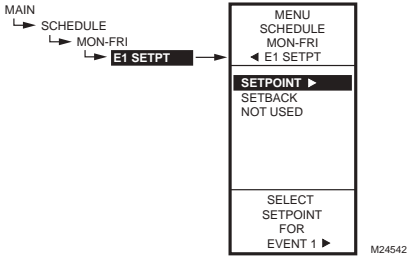 MAIN
SCHEDULE
MON-FRI
E1 SETPT
MENU
SCHEDULE
MON-FRI
◄ E1 SETPT
SETPOINT ►
SETBACK
NOT USED
SELECT
SETPOINT
FOR
EVENT 1 ►
M24542